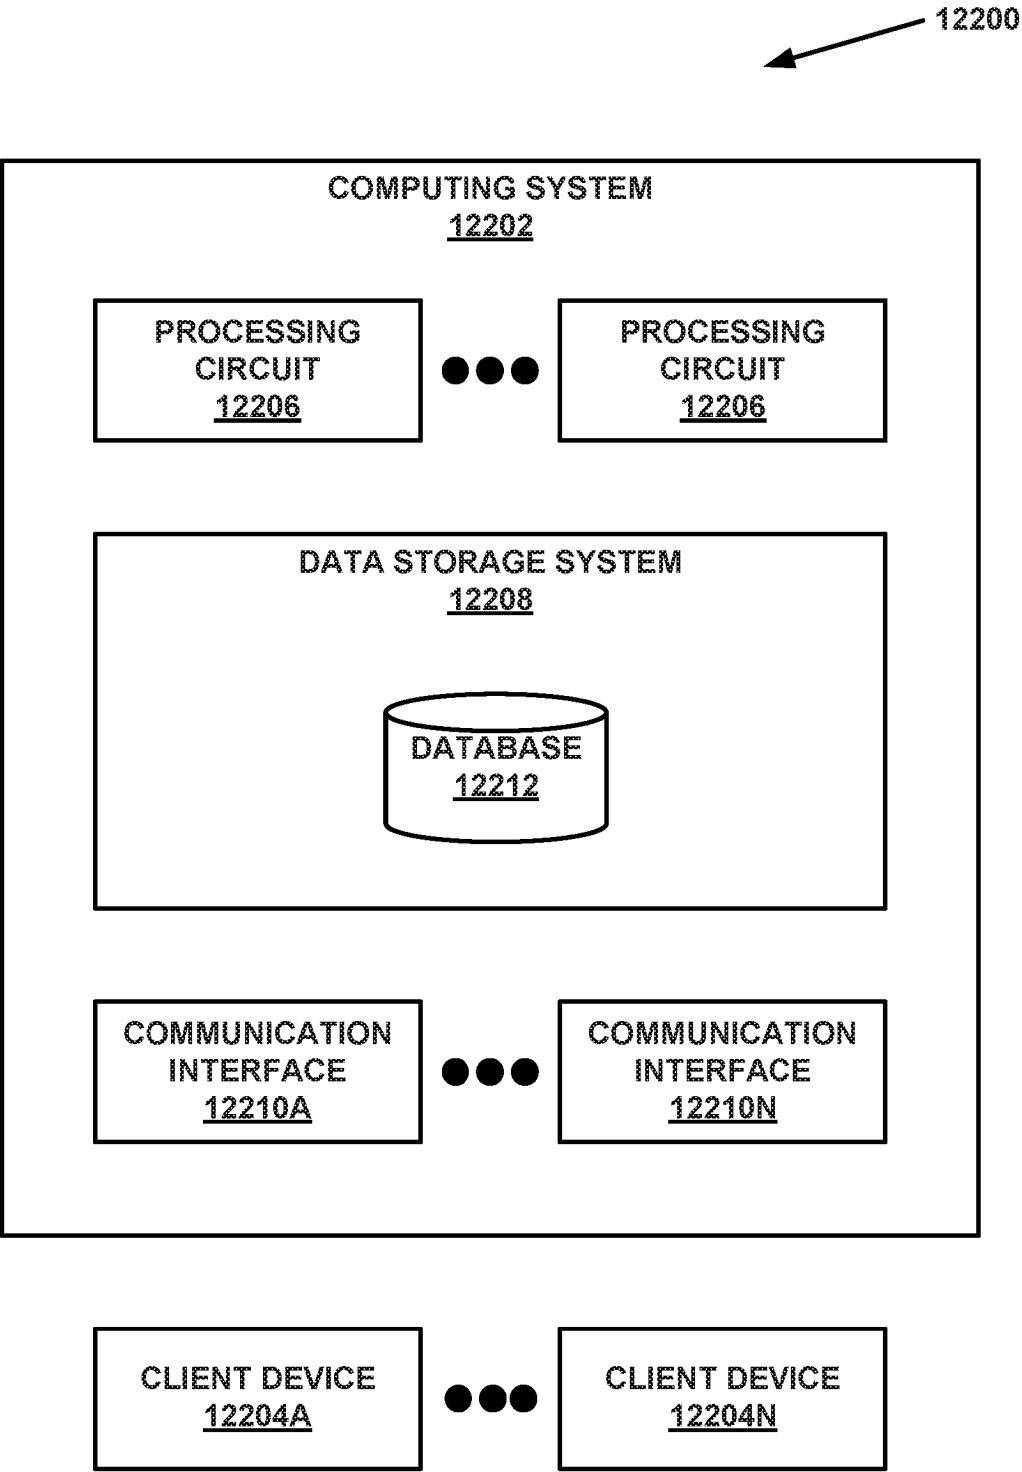 12200
COMPUTING SYSTEM
12202
PROCESSING
CIRCUIT
12206
PROCESSING
CIRCUIT
12206
DATA STORAGE SYSTEM
12208
DATABASE
12212
COMMUNICATION
INTERFACE
12210A
COMMUNICATION
INTERFACE
12210N
CLIENT DEVICE
12204A
CLIENT DEVICE
12204N